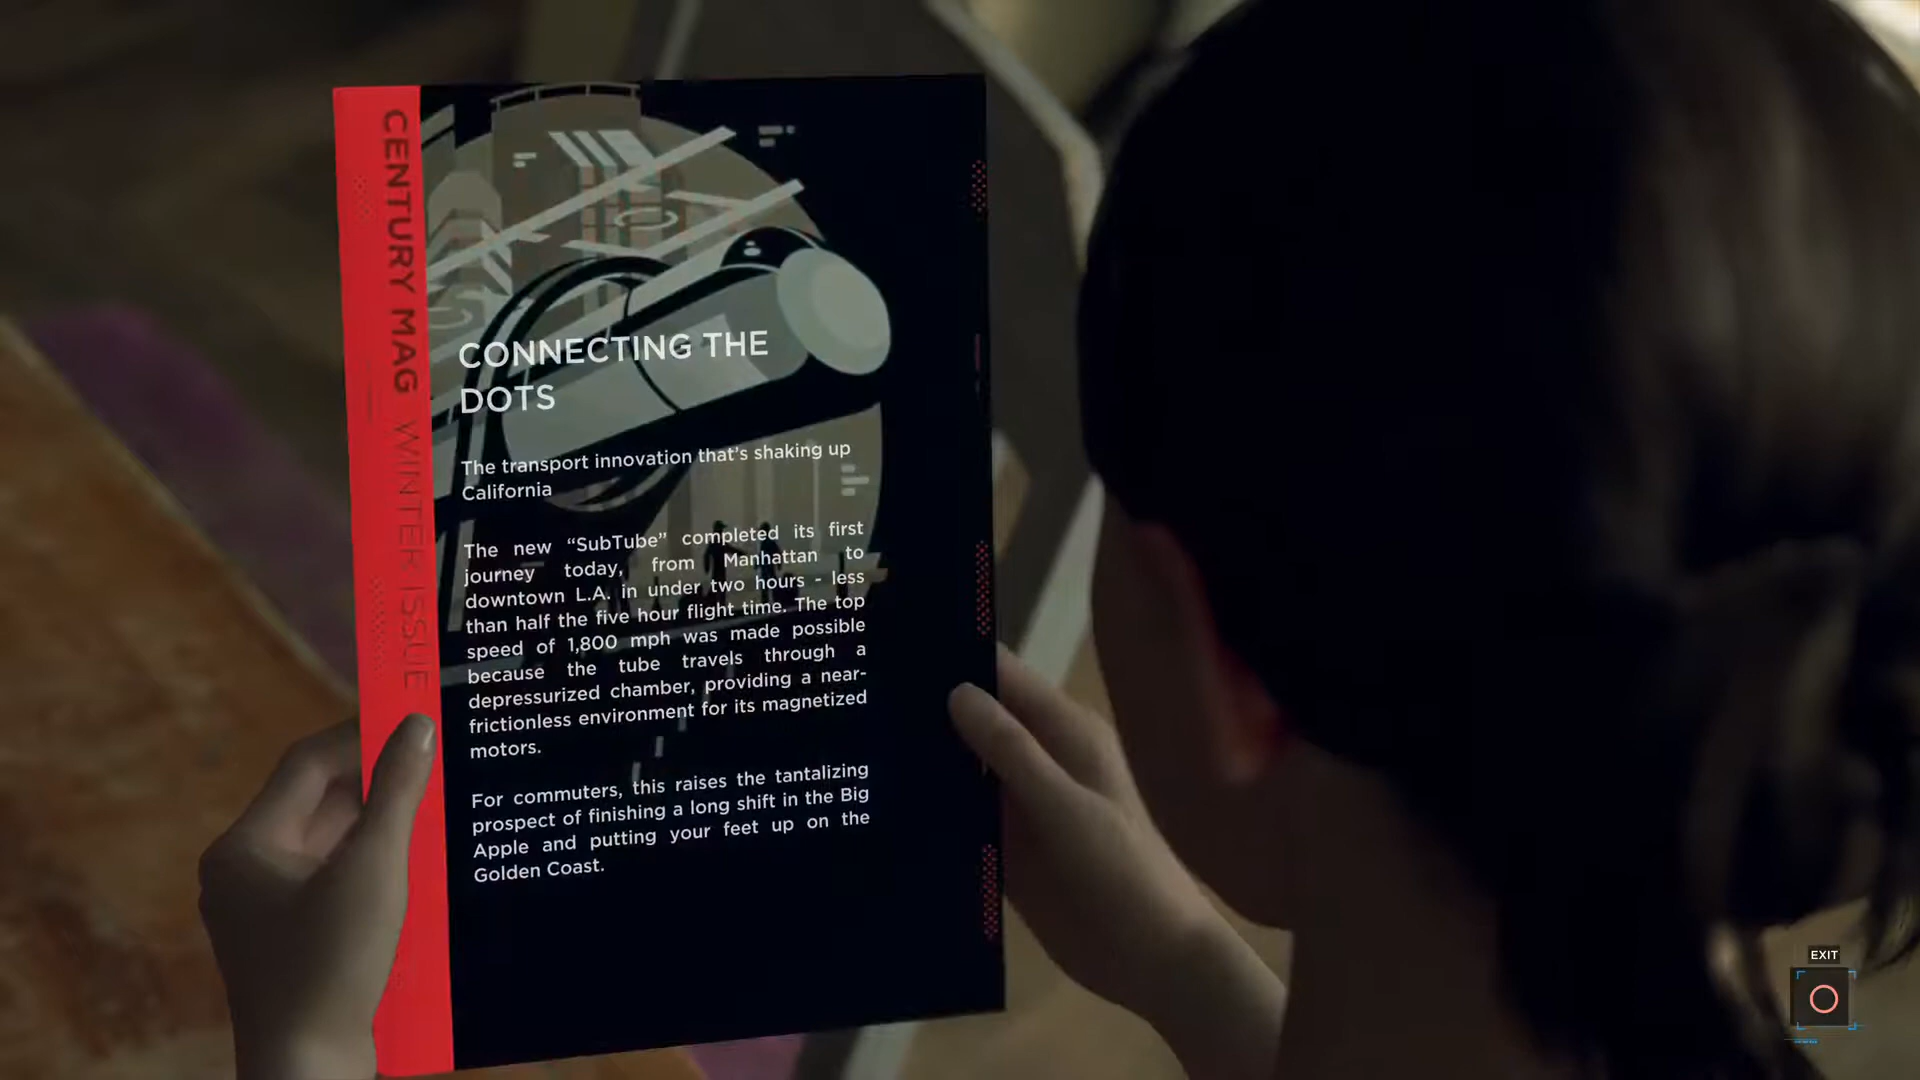 CENTURY MAG WINTER ISSUE
CONNECTING THE
DOTS
The transport innovation that's shaking up
California
The new “SubTube” completed its first
journey today, from Manhattan to
downtown L.A. in under two hours - less
than half the five hour flight time. The top
speed of 1,800 mph was made possible
because the tube travels through a
depressurized chamber, providing a near-
frictionless environment for its magnetized
motors.
For commuters, this raises the tantalizing
prospect of finishing a long shift in the Big
Apple and putting your feet up on the
Golden Coast.
EXIT